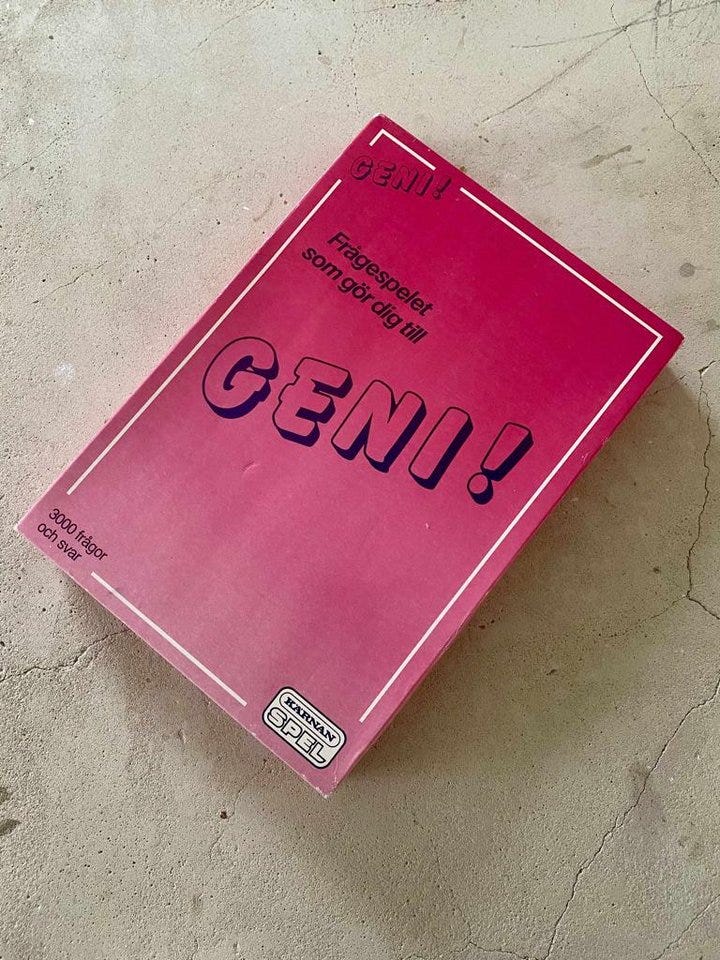 GENI!
Frågespelet
som gör dig till
GENI!
3000 frågor
och svar
KÄRNAN
SPEL